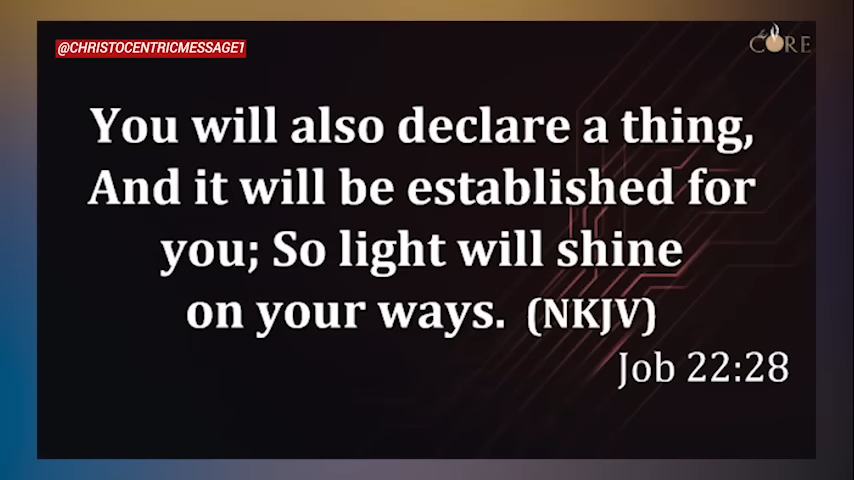 @CHRISTOCENTRICMESSAGE1
CORE
You will also declare a thing,
And it will be established for
you; So light will shine
on your ways. (NKJV)
Job 22:28